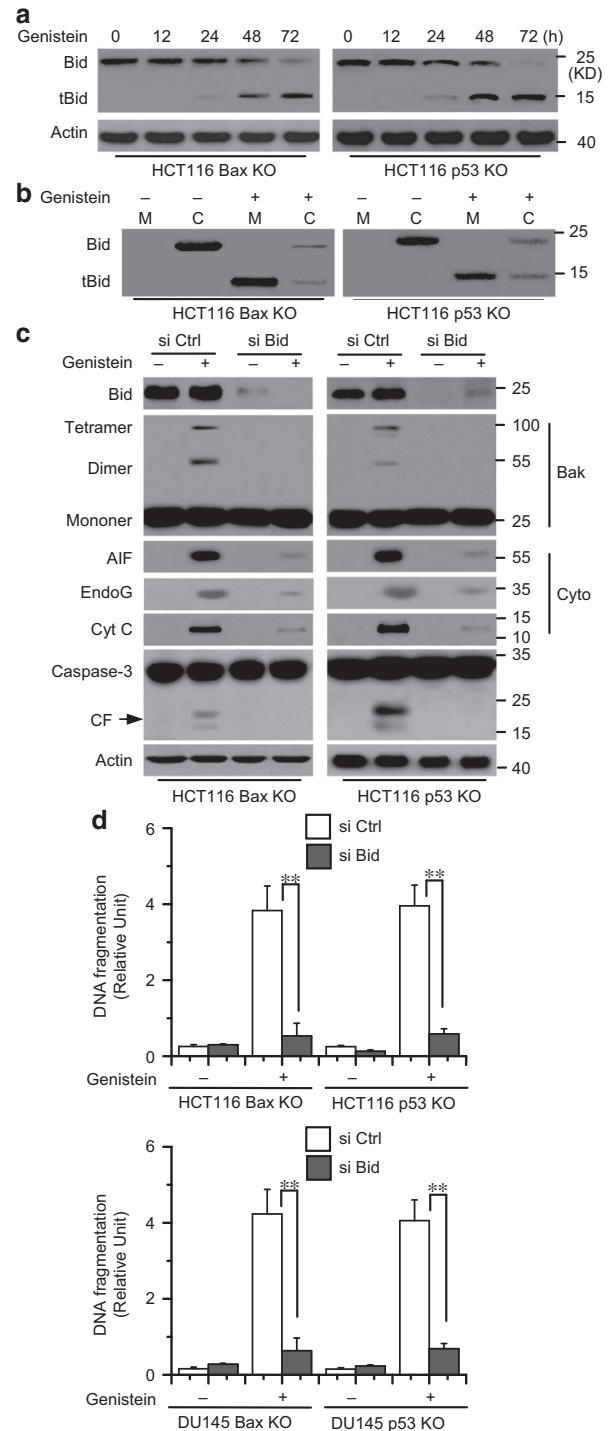 a
Genistein 0 12 24 48 72 0 12 24 48 72 (h)
Bid 25
(KD)
tBid 15
Actin 40
HCT116 Bax KO HCT116 p53 KO
b Genistein – – + + – – + +
M C M C M C M C
Bid 25
tBid 15
HCT116 Bax KO HCT116 p53 KO
c si Ctrl si Bid si Ctrl si Bid
Genistein – + – + – + – +
Bid 25
Tetramer 100
Dimer 55
Bak
Mononer 25
AIF 55
EndoG 35
Cyto
Cyt C 15
10
Caspase-3 35
25
CF
15
Actin 40
HCT116 Bax KO HCT116 p53 KO
d
si Ctrl
si Bid
DNA fragmentation
(Relative Unit)
6
4
2
0
** **
Genistein – + – +
HCT116 Bax KO HCT116 p53 KO
si Ctrl
si Bid
DNA fragmentation
(Relative Unit)
6
4
2
0
** **
Genistein – + – +
DU145 Bax KO DU145 p53 KO